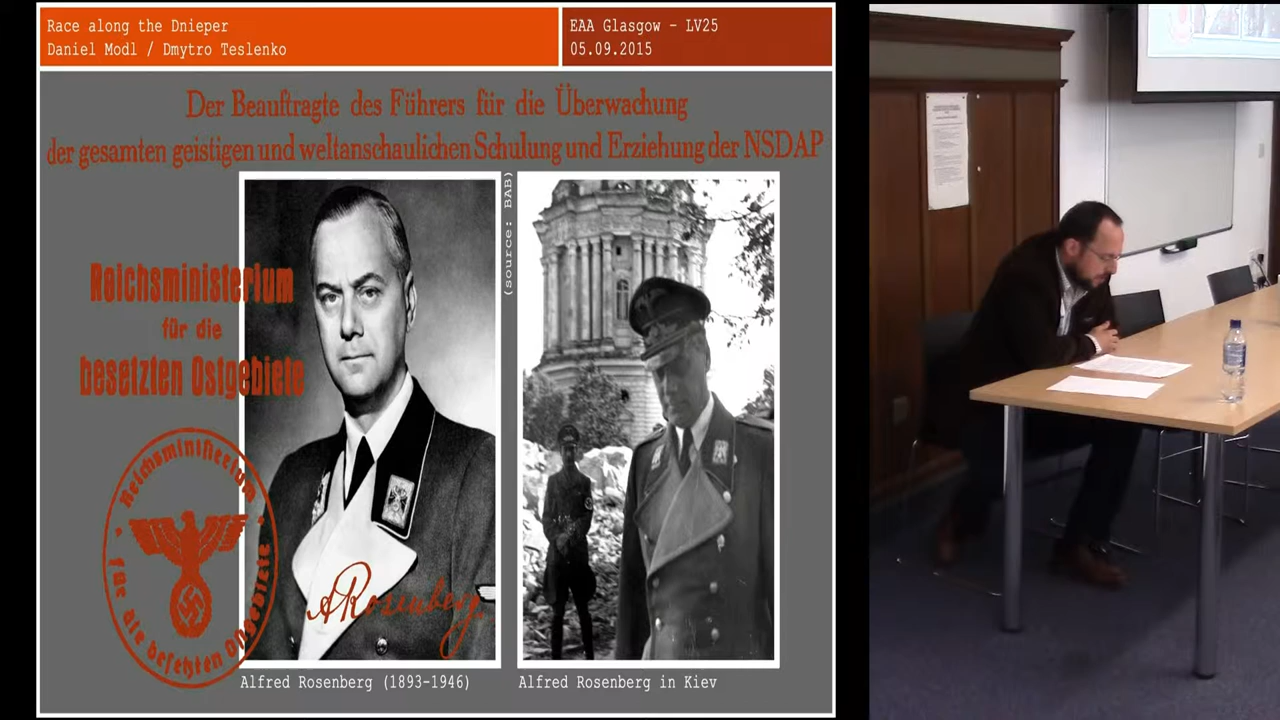 Race along the Dnieper
Daniel Modl / Dmytro Teslenko
EAA Glasgow - LV25
05.09.2015
Der Beauftragte des Führers für die Überwachung
der gesamten geistigen und weltanschaulichen Schulung und Erziehung der NSDAP
(source: BAB)
Reichsministerium
für die
besetzten Ostgebiete
Reichsministerium
für die besetzten Ostgebiete
A Rosenberg.
Alfred Rosenberg (1893-1946)
Alfred Rosenberg in Kiev